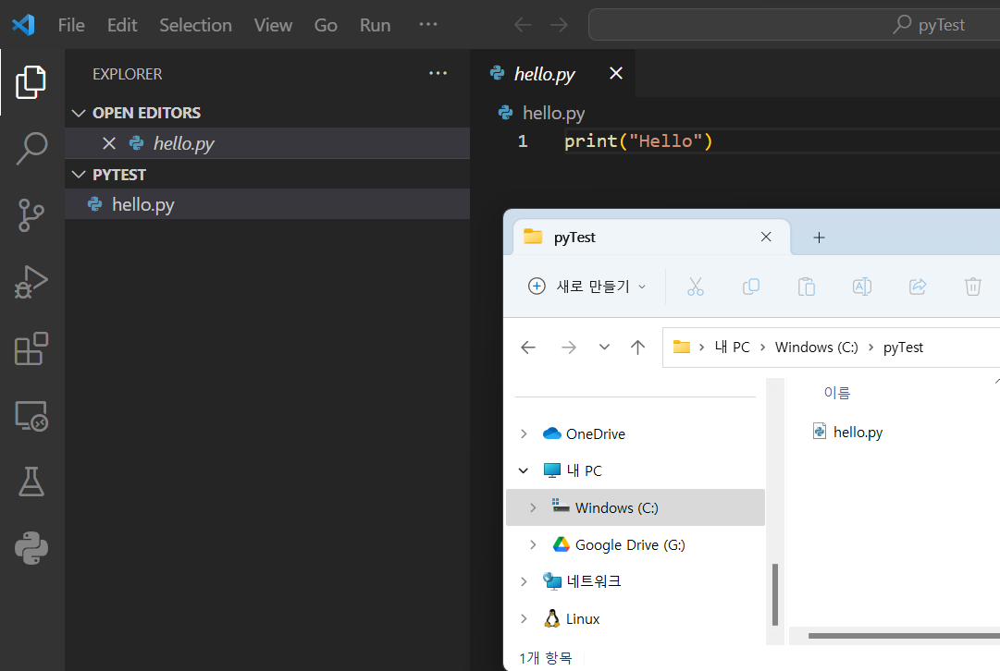 File Edit Selection View Go Run ···
pyTest
EXPLORER ···
OPEN EDITORS
hello.py
PYTEST
hello.py
hello.py
hello.py
1 print("Hello")
pyTest
새로 만들기
내 PC > Windows (C:) > pyTest
OneDrive
내 PC
Windows (C:)
Google Drive (G:)
네트워크
Linux
이름
hello.py
1개 항목